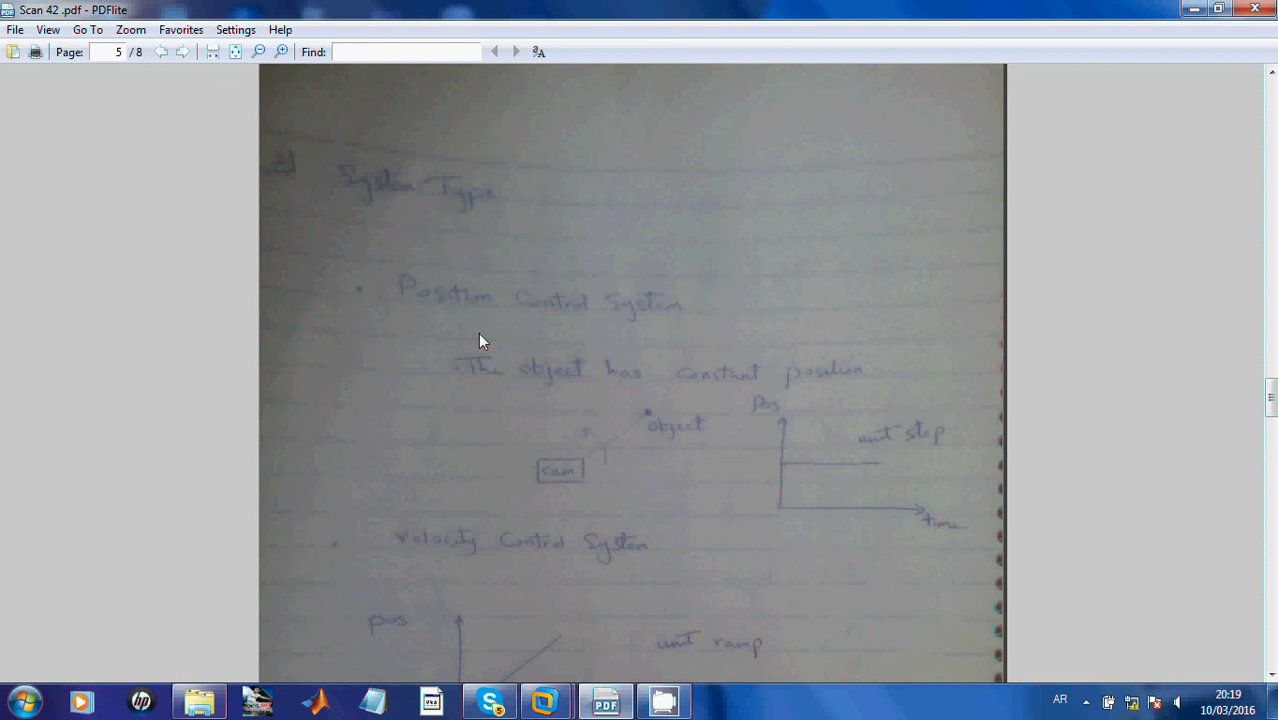 Scan 42 .pdf - PDFlite
File View Go To Zoom Favorites Settings Help
Page: 5 / 8 Find:
System Type
. Position Control System
. The object has constant position
Pos
object
unit step
cam
time
. velocity Control System
pos
unit ramp
AR
20:19
10/03/2016